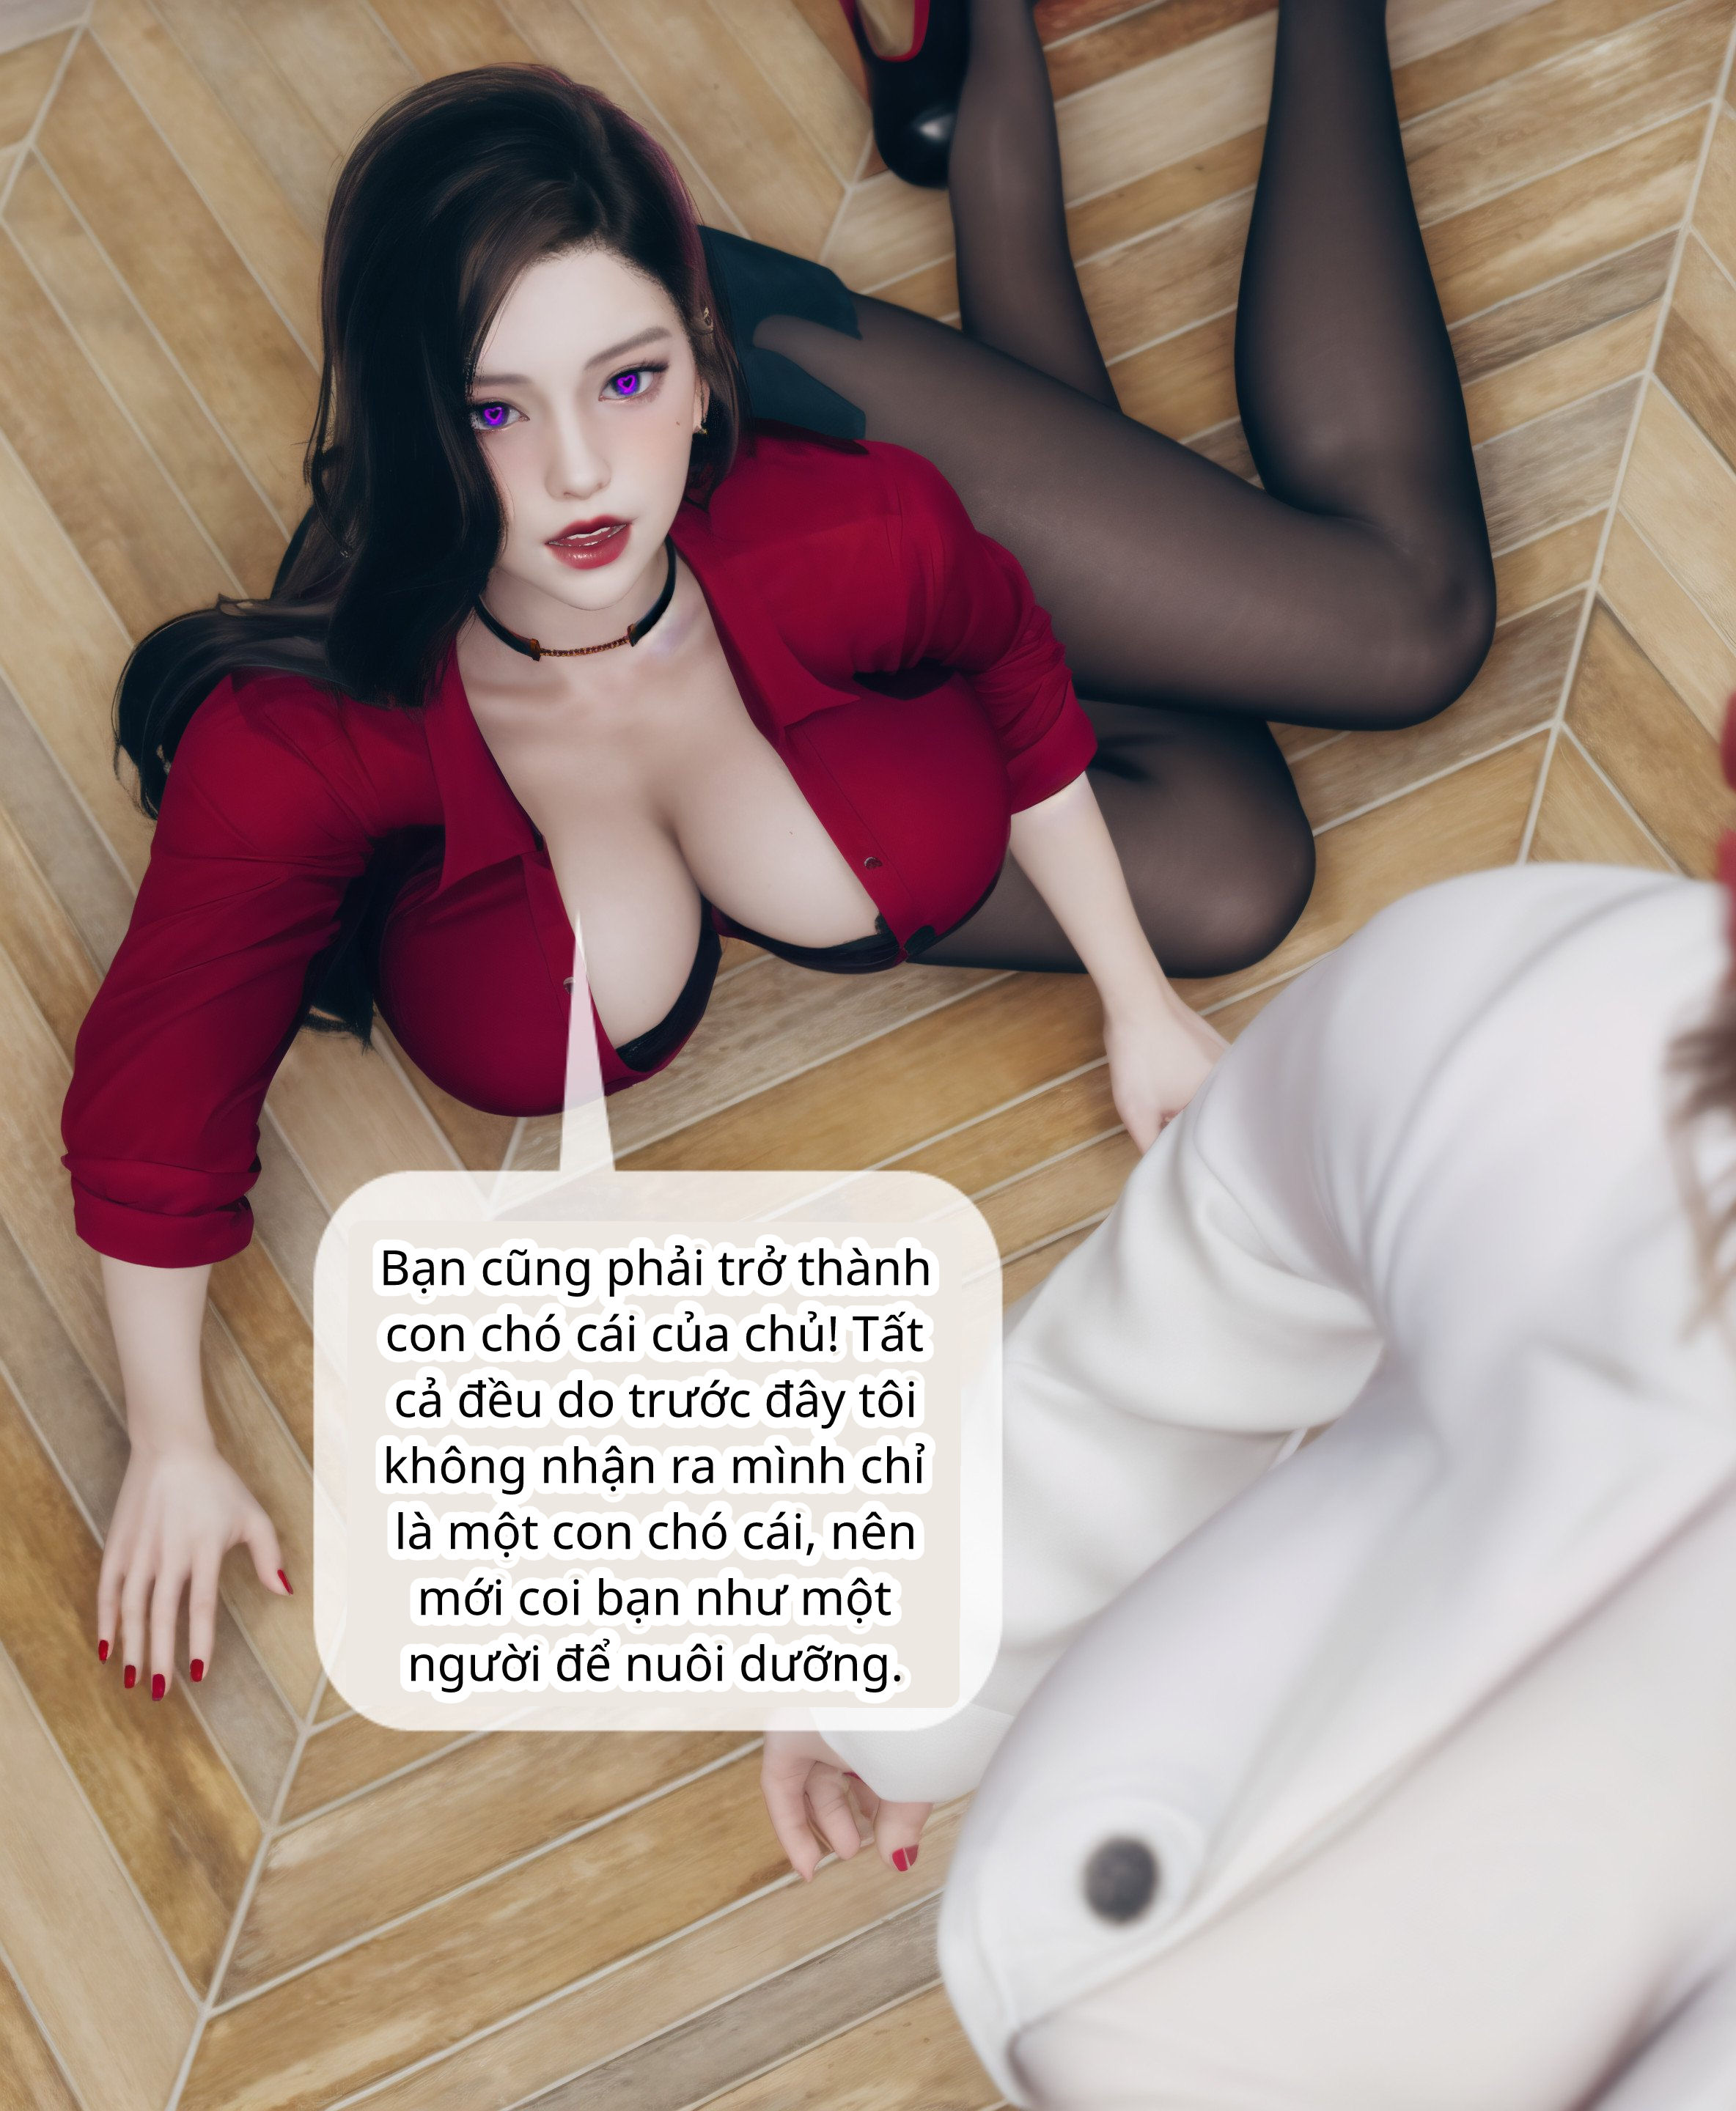 Bạn cũng phải trở thành
con chó cái của chủ! Tất
cả đều do trước đây tôi
không nhận ra mình chỉ
là một con chó cái, nên
mới coi bạn như một
người để nuôi dưỡng.